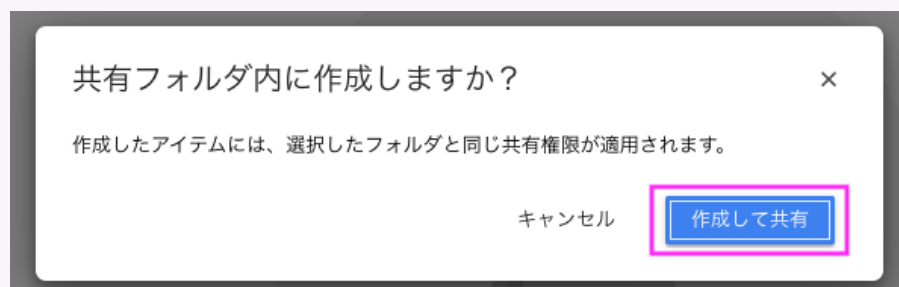 共有フォルダ内に作成しますか？
×
作成したアイテムには、選択したフォルダと同じ共有権限が適用されます。
キャンセル 作成して共有